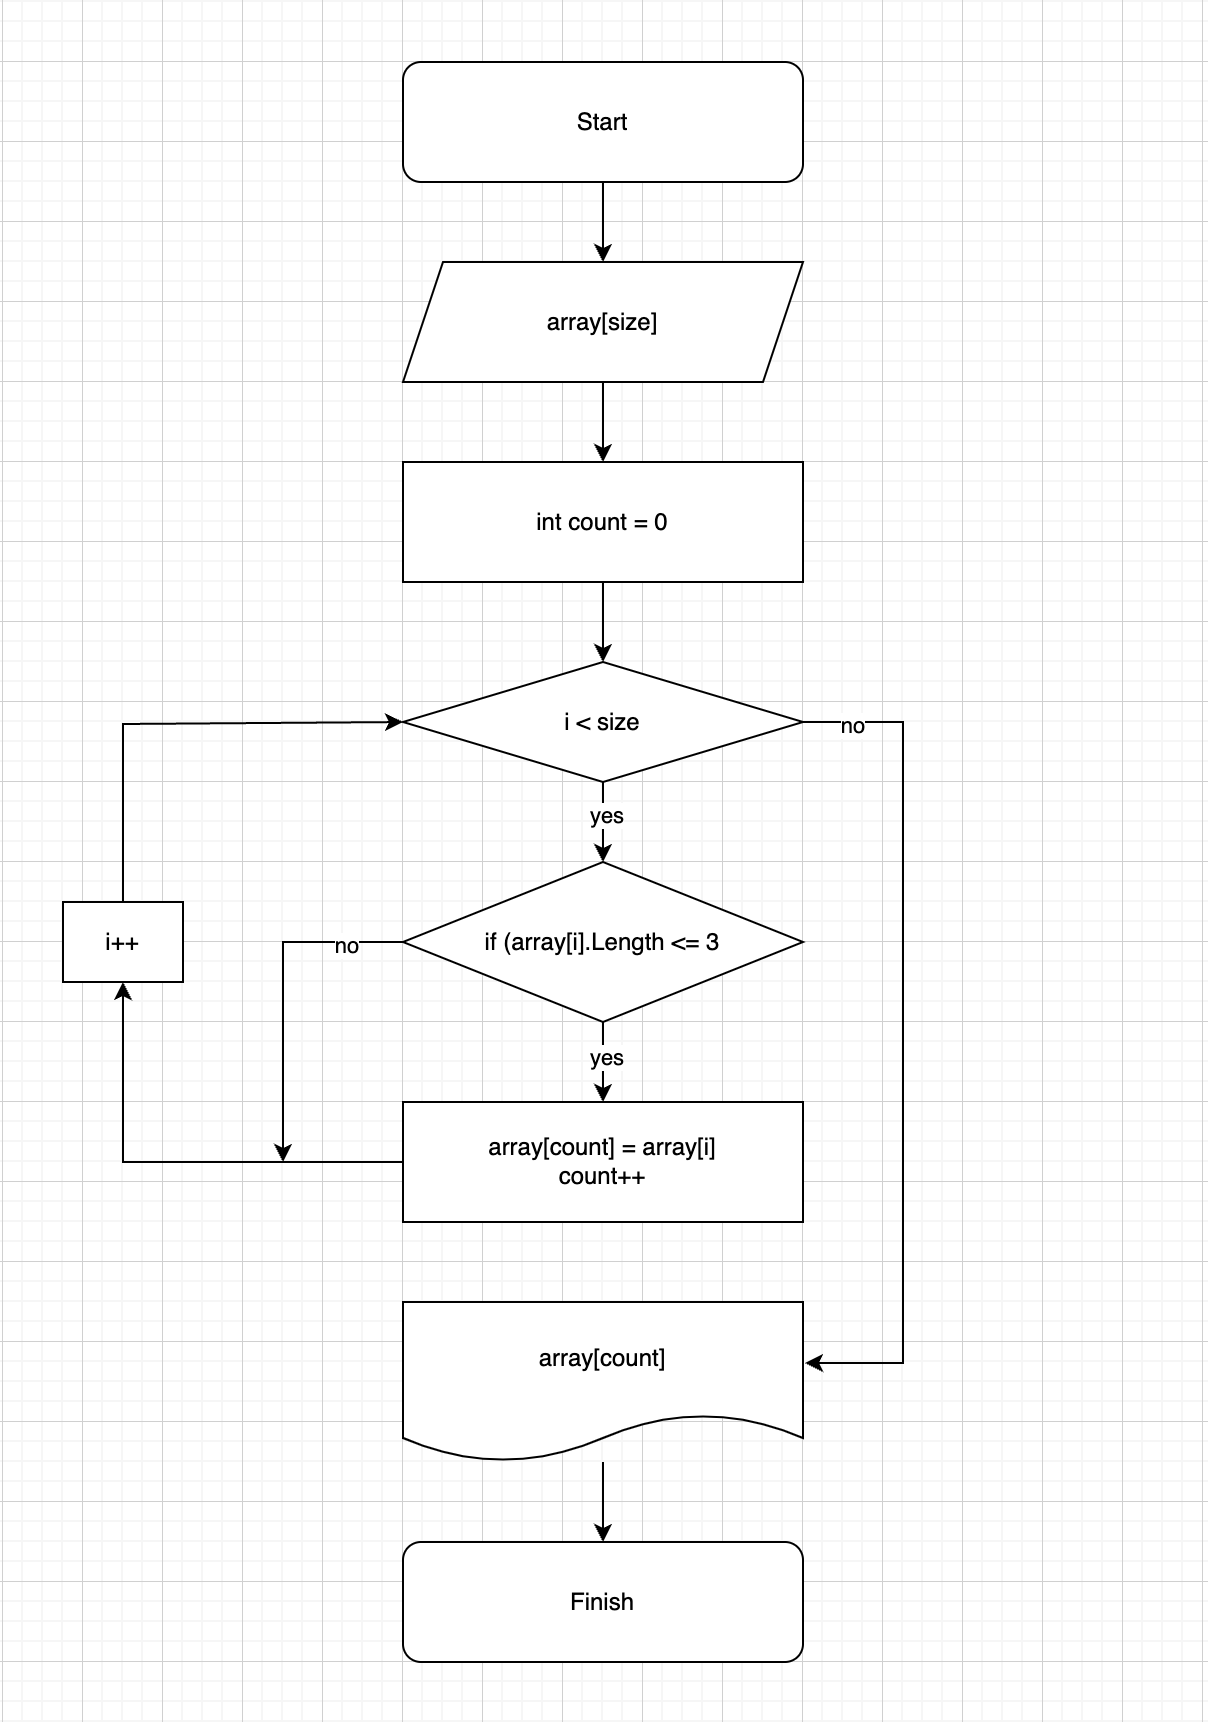 Start
array[size]
int count = 0
i < size
no
yes
i++
no
if (array[i].Length <= 3
yes
array[count] = array[i]
count++
array[count]
Finish